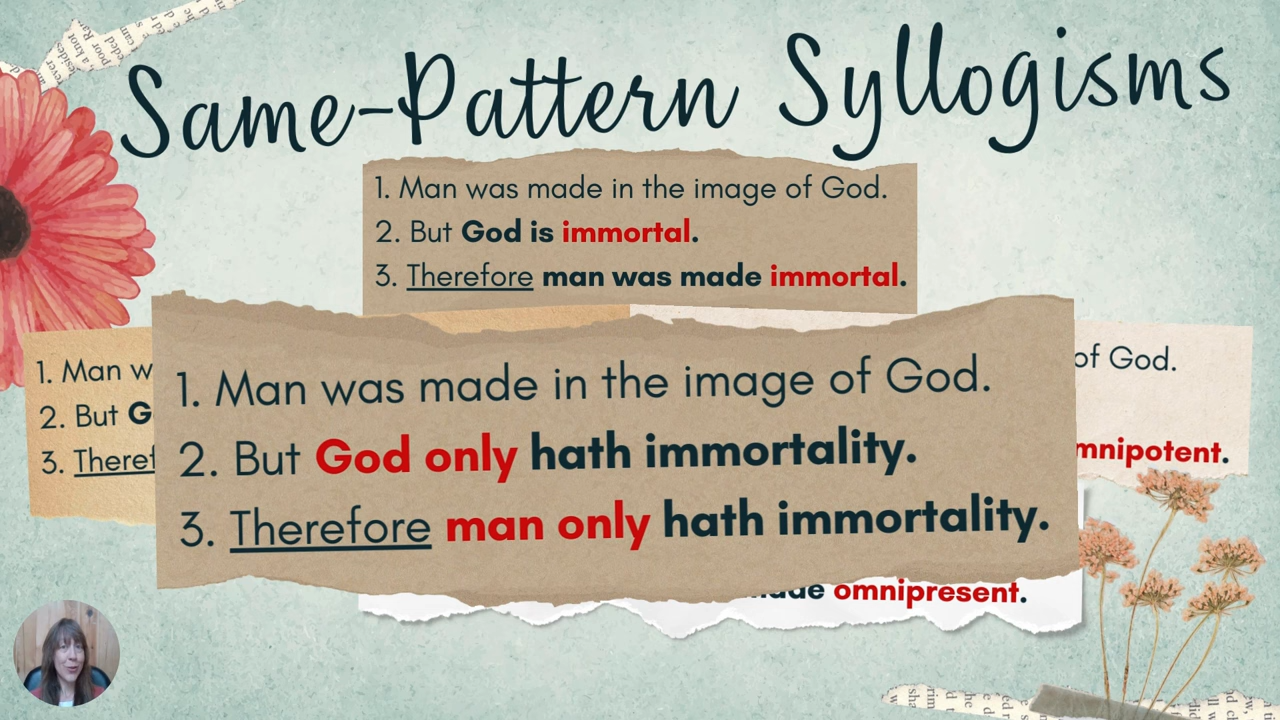 Same-Pattern Syllogisms
1. Man was made in the image of God.
2. But God is immortal.
3. Therefore man was made immortal.
1. Man w
2. But G
3. Theref
1. Man was made in the image of God.
2. But God only hath immortality.
3. Therefore man only hath immortality.
of God.
mnipotent.
omnipresent.